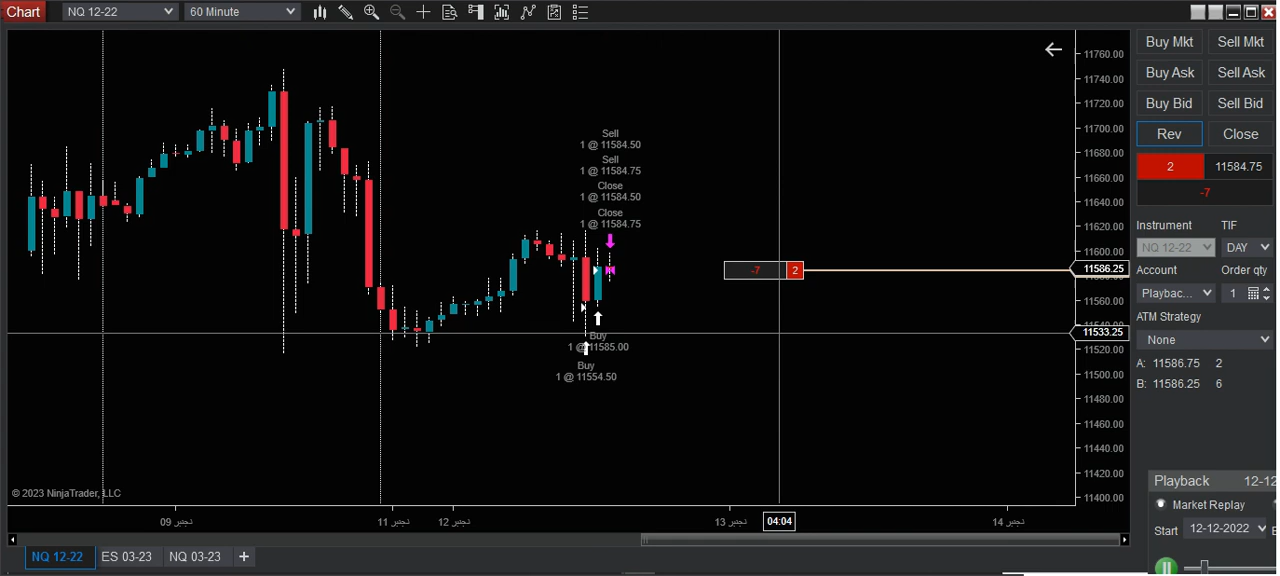 Chart NQ 12-22 60 Minute
11760.00
11740.00
11720.00
11700.00
11680.00
11660.00
11640.00
11620.00
11600.00
11586.25
11560.00
11533.25
11520.00
11500.00
11480.00
11460.00
11440.00
11420.00
11400.00
Sell
1 @ 11584.50
Sell
1 @ 11584.75
Close
1 @ 11584.50
Close
1 @ 11584.75
Buy
1 @ 11585.00
Buy
1 @ 11554.50
-7 2
© 2023 NinjaTrader, LLC
09 11 12 13 04:04 14
NQ 12-22 ES 03-23 NQ 03-23 +
Buy Mkt Sell Mkt
Buy Ask Sell Ask
Buy Bid Sell Bid
Rev Close
2 11584.75
-7
Instrument TIF
NQ 12-22 DAY
Account Order qty
Playbac... 1
ATM Strategy
None
A: 11586.75 2
B: 11586.25 6
Playback 12-12
Market Replay
Start 12-12-2022